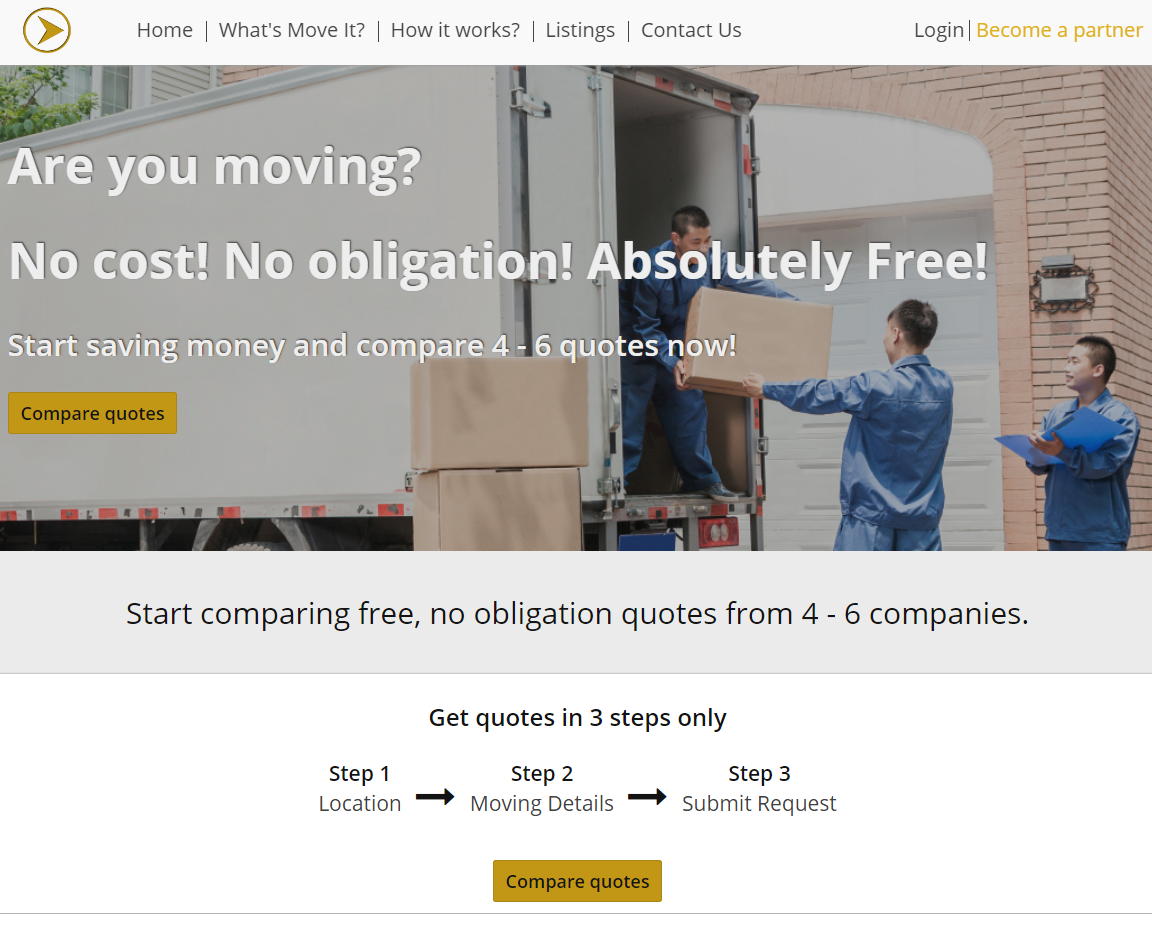 Home | What's Move It? | How it works? | Listings | Contact Us
Login | Become a partner
Are you moving?
No cost! No obligation! Absolutely Free!
Start saving money and compare 4 - 6 quotes now!
Compare quotes
Start comparing free, no obligation quotes from 4 - 6 companies.
Get quotes in 3 steps only
Step 1
Location
Step 2
Moving Details
Step 3
Submit Request
Compare quotes